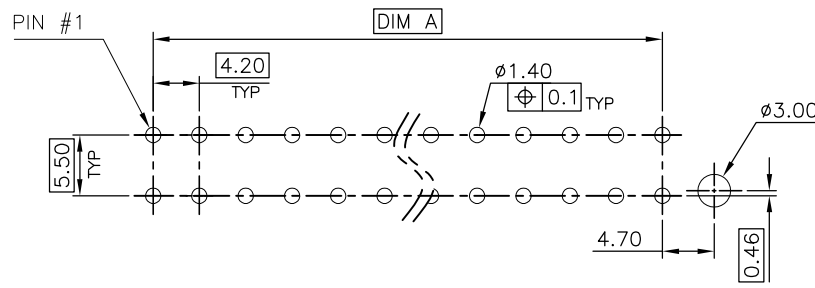 PIN #1
DIM A
4.20
TYP
ø1.40
⌖ 0.1 TYP
ø3.00
5.50
TYP
4.70
0.46